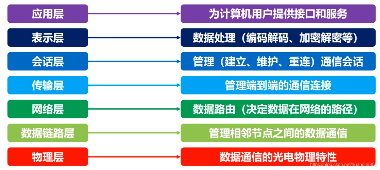 应用层 为计算机用户提供接口和服务
表示层 数据处理（编码解码、加密解密等）
会话层 管理（建立、维护、重连）通信会话
传输层 管理端到端的通信连接
网络层 数据路由（决定数据在网络的路径）
数据链路层 管理相邻节点之间的数据通信
物理层 数据通信的光电物理特性